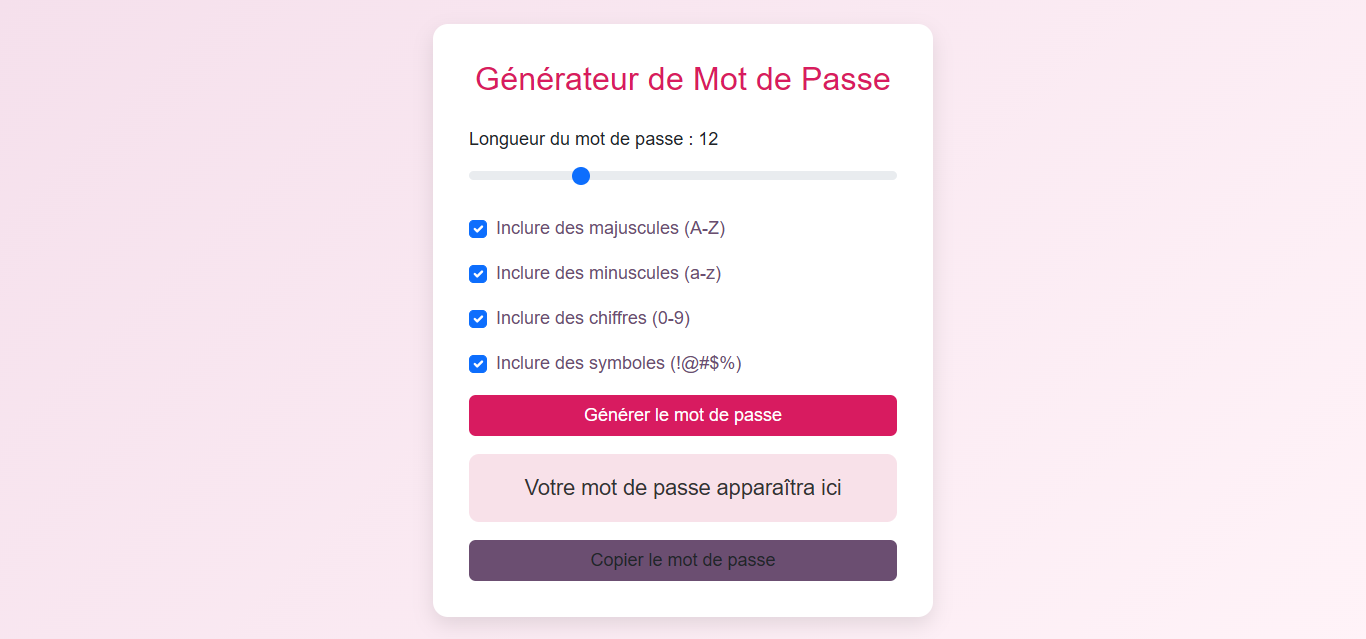 Générateur de Mot de Passe
Longueur du mot de passe : 12
Inclure des majuscules (A-Z)
Inclure des minuscules (a-z)
Inclure des chiffres (0-9)
Inclure des symboles (!@#$%)
Générer le mot de passe
Votre mot de passe apparaîtra ici
Copier le mot de passe